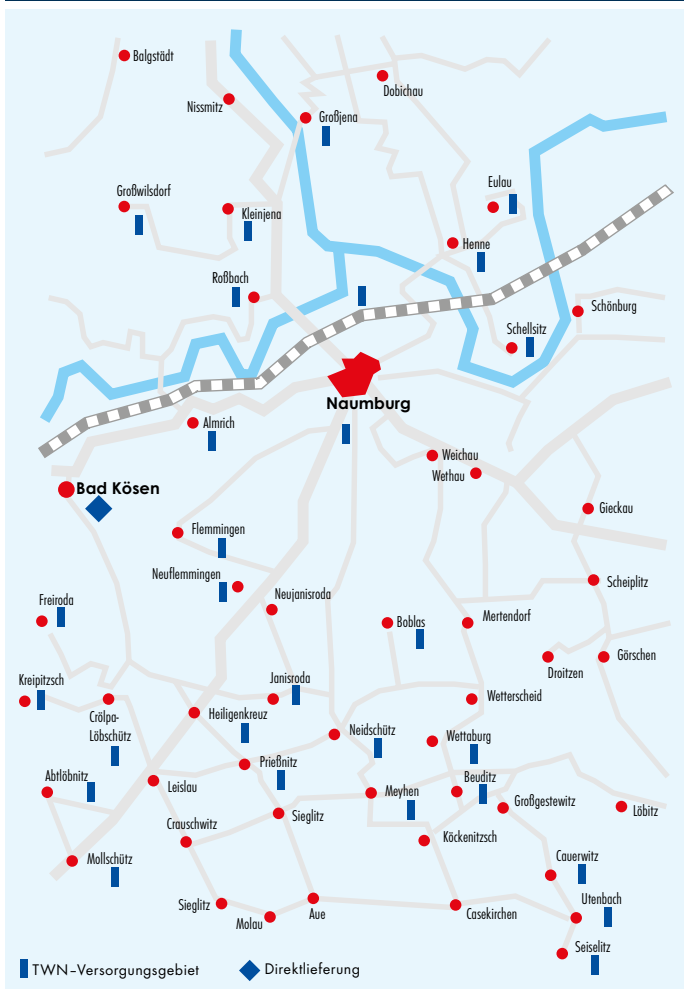 Balgstädt
Dobichau
Nissmitz
Großjena
Eulau
Großwilsdorf
Kleinjena
Henne
Roßbach
Schönburg
Schellsitz
Naumburg
Almrich
Weichau
Wethau
Bad Kösen
Gieckau
Flemmingen
Neuflemmingen
Scheiplitz
Neujanisroda
Freiroda
Boblas
Mertendorf
Görschen
Droitzen
Kreipitzsch
Janisroda
Wetterscheid
Crölpa-
Löbschütz
Heiligenkreuz
Neidschütz
Wettaburg
Prießnitz
Abtlöbnitz
Leislau
Meyhen
Beuditz
Großgestewitz
Löbitz
Sieglitz
Crauschwitz
Köckenitzsch
Mollschütz
Cauerwitz
Utenbach
Sieglitz
Molau
Aue
Casekirchen
Seiselitz
TWN-Versorgungsgebiet
Direktlieferung